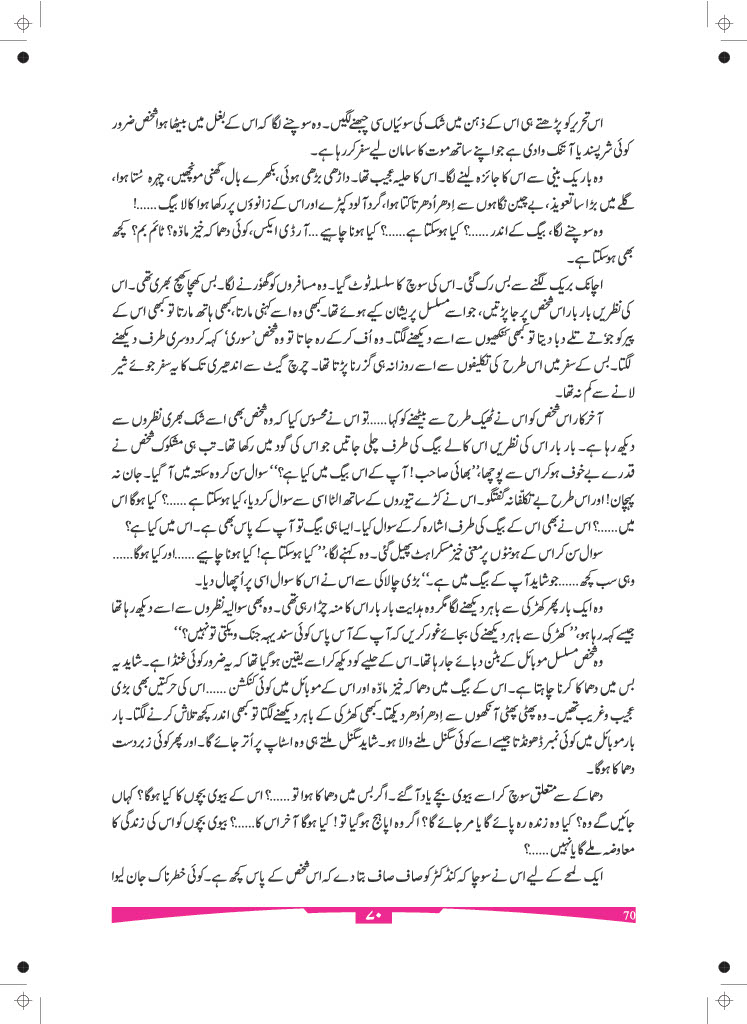 اس تحریر کو پڑھتے ہی اس کے ذہن میں شک کی سوئیاں سی چبھنے لگیں۔ وہ سوچنے لگا کہ اس کے بغل میں بیٹھا ہوا شخص ضرور
کوئی شرپسند یا آتنک وادی ہے جو اپنے ساتھ موت کا سامان لیے سفر کر رہا ہے۔
وہ باریک بینی سے اس کا جائزہ لینے لگا۔ اس کا حلیہ عجیب تھا۔ داڑھی بڑھی ہوئی، بکھرے بال، گھنی مونچھیں، چہرہ سُتا ہوا،
گلے میں بڑا سا تعویذ، بے چین نگاہوں سے اِدھر اُدھر تاکتا ہوا، گرد آلود کپڑے اور اس کے زانوؤں پر رکھا ہوا کالا بیگ......!
وہ سوچنے لگا، بیگ کے اندر......؟ کیا ہوسکتا ہے......؟ کیا ہونا چاہیے...آر ڈی ایکس، کوئی دھماکہ خیز مادّہ؟ ٹائم بم؟ کچھ
بھی ہوسکتا ہے۔
اچانک بریک لگنے سے بس رک گئی۔ اس کی سوچ کا سلسلہ ٹوٹ گیا۔ وہ مسافروں کو گھوُرنے لگا۔ بس کھچا کھچ بھری تھی۔ اس
کی نظریں بار بار اس شخص پر جا پڑتیں، جو اسے مسلسل پریشان کیے ہوئے تھا۔ کبھی وہ اسے کہنی مارتا، کبھی ہاتھ مارتا تو کبھی اس کے
پیر کو جوٗتے تلے دبا دیتا تو کبھی کنکھیوں سے اسے دیکھنے لگتا۔ وہ اُف کر کے رہ جاتا تو وہ شخص ’سوری‘ کہہ کر دوسری طرف دیکھنے
لگتا۔ بس کے سفر میں اس طرح کی تکلیفوں سے اسے روزانہ ہی گزرنا پڑتا تھا۔ چرچ گیٹ سے اندھیری تک کا یہ سفر جوئے شیر
لانے سے کم نہ تھا۔
آخرکار اس شخص کو اس نے ٹھیک طرح سے بیٹھنے کو کہا......تو اس نے محسوس کیا کہ وہ شخص بھی اسے شک بھری نظروں سے
دیکھ رہا ہے۔ بار بار اس کی نظریں اس کالے بیگ کی طرف چلی جاتیں جو اس کی گود میں رکھا تھا۔ تب ہی مشکوک شخص نے
قدرے بے خوف ہو کر اس سے پوچھا، ’’بھائی صاحب! آپ کے اس بیگ میں کیا ہے؟‘‘ سوال سن کر وہ سکتہ میں آ گیا۔ جان نہ
پہچان! اور اس طرح بے تکلّفانہ گفتگو۔ اس نے کڑے تیوروں کے ساتھ الٹا اسی سے سوال کر دیا، کیا ہوسکتا ہے......؟ کیا ہوگا اس
میں......؟ اس نے بھی اس کے بیگ کی طرف اشارہ کر کے سوال کیا۔ ایسا ہی بیگ تو آپ کے پاس بھی ہے۔ اس میں کیا ہے؟
سوال سن کر اس کے ہونٹوں پر معنی خیز مسکراہٹ پھیل گئی۔ وہ کہنے لگا، ’’کیا ہوسکتا ہے! کیا ہونا چاہیے......اور کیا ہوگا......
وہی سب کچھ......جو شاید آپ کے بیگ میں ہے۔‘‘ بڑی چالاکی سے اس نے اس کا سوال اسی پر اُچھال دیا۔
وہ ایک بار پھر کھڑکی سے باہر دیکھنے لگا مگر وہ ہدایت بار بار اس کا منہ چڑا رہی تھی۔ وہ بھی سوالیہ نظروں سے اسے دیکھ رہا تھا
جیسے کہہ رہا ہو، ’’کھڑکی سے باہر دیکھنے کی بجائے غور کریں کہ آپ کے آس پاس کوئی سندیہہ جنک ویکتی تو نہیں؟‘‘
وہ شخص مسلسل موبائل کے بٹن دبائے جا رہا تھا۔ اس کے حلیے کو دیکھ کر اسے یقین ہو گیا تھا کہ یہ ضرور کوئی غنڈا ہے۔ شاید یہ
بس میں دھماکا کرنا چاہتا ہے۔ اس کے بیگ میں دھماکہ خیز مادّہ اور اس کے موبائل میں کوئی کنکشن......اس کی حرکتیں بھی بڑی
عجیب و غریب تھیں۔ وہ پھٹی پھٹی آنکھوں سے اِدھر اُدھر دیکھتا۔ کبھی کھڑکی کے باہر دیکھنے لگتا تو کبھی اندر کچھ تلاش کرنے لگتا۔ بار
بار موبائل میں کوئی نمبر ڈھونڈتا جیسے اسے کوئی سگنل ملنے والا ہو۔ شاید سگنل ملتے ہی وہ اسٹاپ پر اُتر جائے گا۔ اور پھر کوئی زبردست
دھماکا ہوگا۔
دھماکے سے متعلق سوچ کر اسے بیوی بچے یاد آ گئے۔ اگر بس میں دھماکا ہوا تو......؟ اس کے بیوی بچوں کا کیا ہوگا؟ کہاں
جائیں گے وہ؟ کیا وہ زندہ رہ پائے گا یا مر جائے گا؟ اگر وہ اپاہج ہو گیا تو! کیا ہوگا آخر اس کا......؟ بیوی بچوں کو اس کی زندگی کا
معاوضہ ملے گا یا نہیں......؟
ایک لمحے کے لیے اس نے سوچا کہ کنڈکٹر کو صاف صاف بتا دے کہ اس شخص کے پاس کچھ ہے۔ کوئی خطرناک جان لیوا
۷۰
70